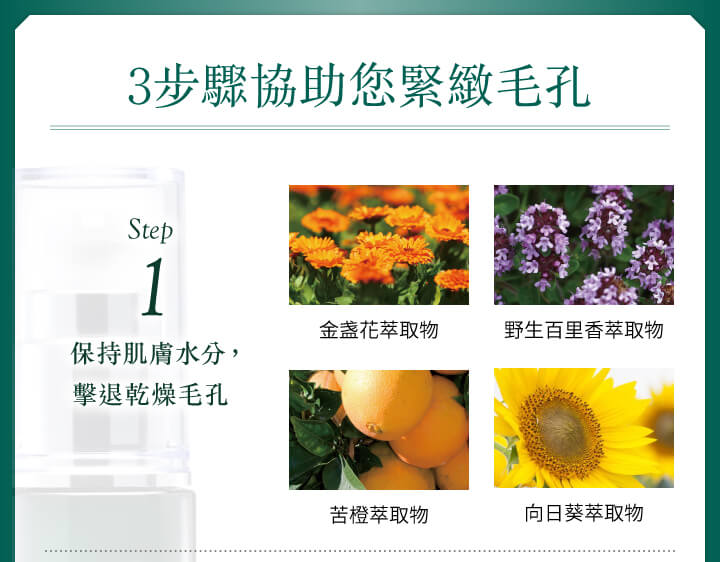 3步驟協助您緊緻毛孔
Step
1
保持肌膚水分，
擊退乾燥毛孔
金盞花萃取物
野生百里香萃取物
苦橙萃取物
向日葵萃取物